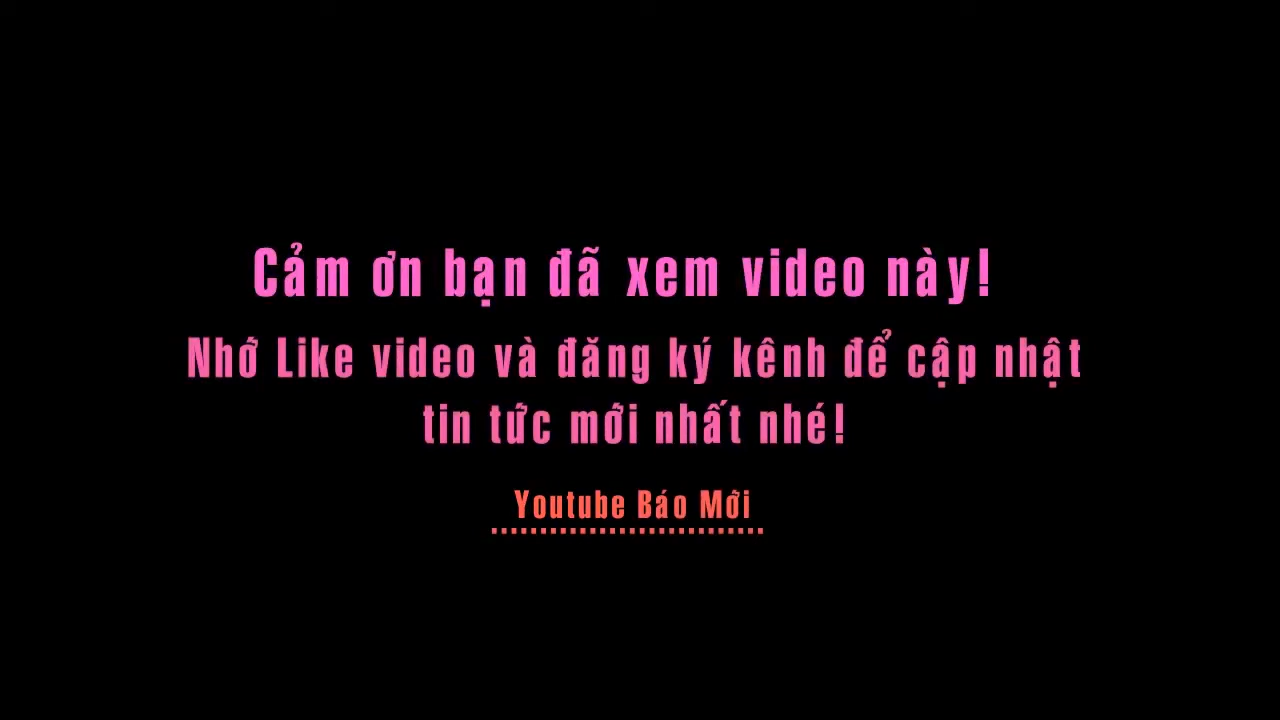 Cảm ơn bạn đã xem video này!
Nhớ Like video và đăng ký kênh để cập nhật
tin tức mới nhất nhé!
Youtube Báo Mới